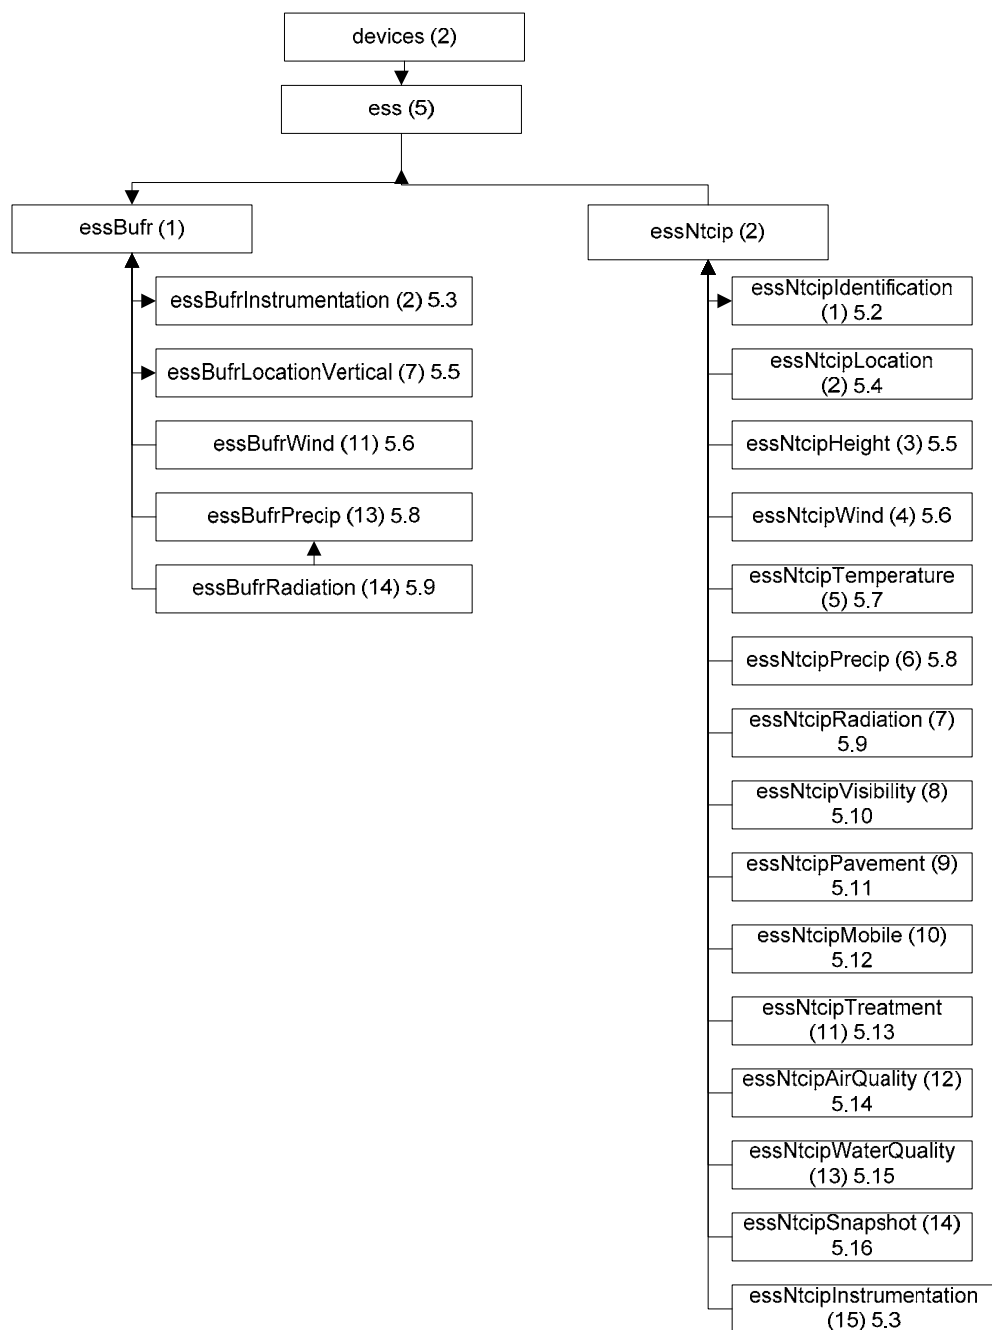 devices (2)
ess (5)
essBufr (1)
essBufrInstrumentation (2) 5.3
essBufrLocationVertical (7) 5.5
essBufrWind (11) 5.6
essBufrPrecip (13) 5.8
essBufrRadiation (14) 5.9
essNtcip (2)
essNtcipIdentification
(1) 5.2
essNtcipLocation
(2) 5.4
essNtcipHeight (3) 5.5
essNtcipWind (4) 5.6
essNtcipTemperature
(5) 5.7
essNtcipPrecip (6) 5.8
essNtcipRadiation (7)
5.9
essNtcipVisibility (8)
5.10
essNtcipPavement (9)
5.11
essNtcipMobile (10)
5.12
essNtcipTreatment
(11) 5.13
essNtcipAirQuality (12)
5.14
essNtcipWaterQuality
(13) 5.15
essNtcipSnapshot (14)
5.16
essNtcipInstrumentation
(15) 5.3